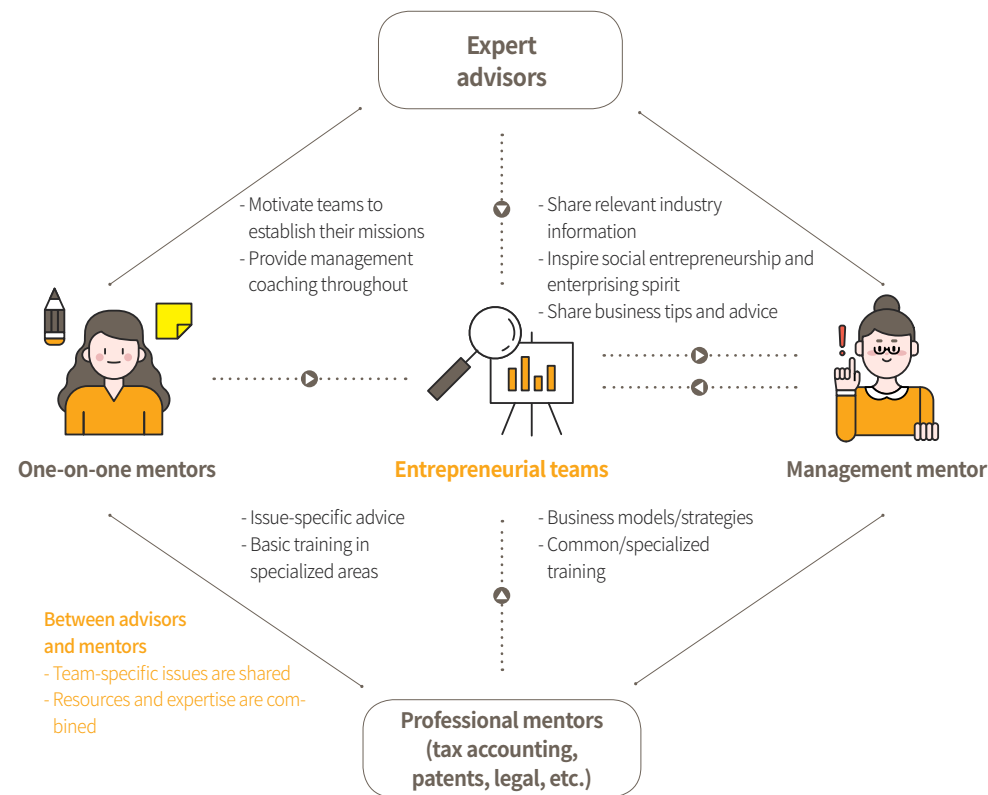 Expert
advisors
- Motivate teams to
establish their missions
- Provide management
coaching throughout
- Share relevant industry
information
- Inspire social entrepreneurship and
enterprising spirit
- Share business tips and advice
One-on-one mentors
Entrepreneurial teams
Management mentor
- Issue-specific advice
- Basic training in
specialized areas
- Business models/strategies
- Common/specialized
training
Between advisors
and mentors
- Team-specific issues are shared
- Resources and expertise are com-
bined
Professional mentors
(tax accounting,
patents, legal, etc.)